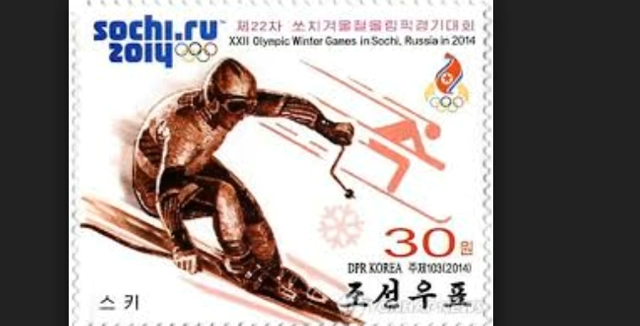 sochi.ru
2014
제22차 쏘치겨울철올림픽경기대회
XXII Olympic Winter Games in Sochi, Russia in 2014
30원
DPR KOREA 주체103(2014)
스키
조선우표